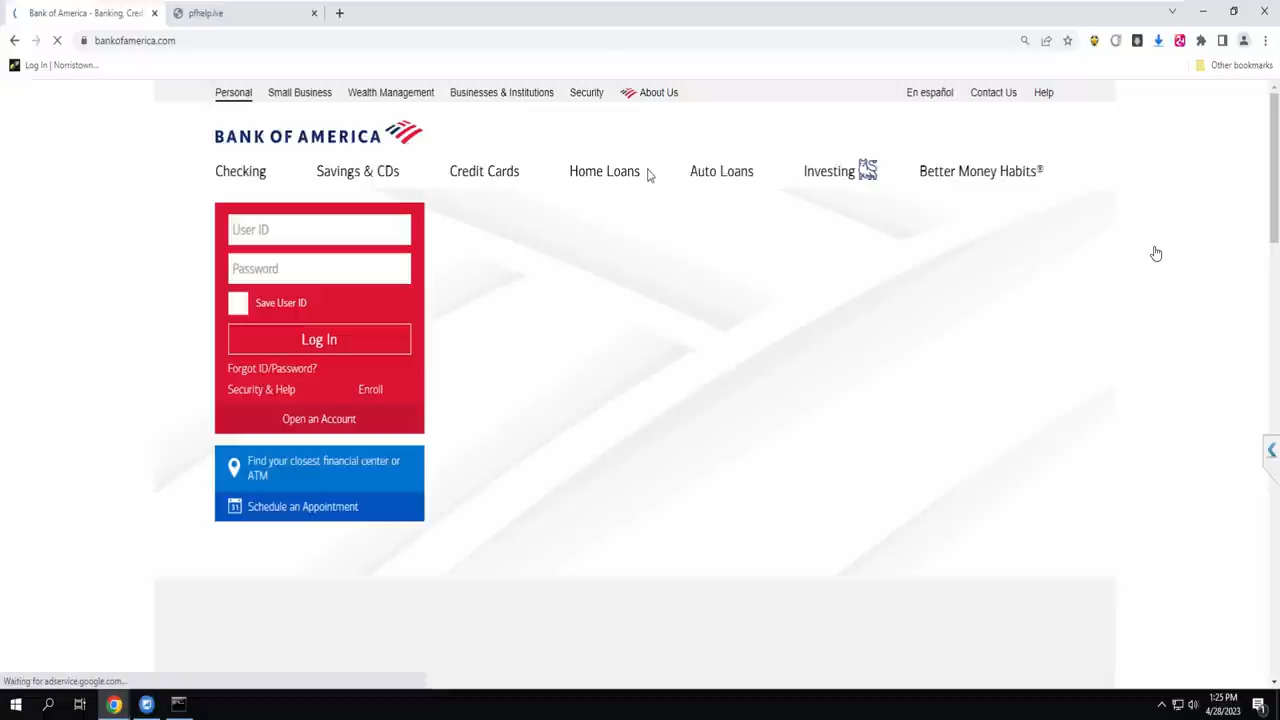 Bank of America - Banking, Cred
pfhelp.ive
bankofamerica.com
Log In | Norristown...
Other bookmarks
Personal Small Business Wealth Management Businesses & Institutions Security About Us En español Contact Us Help
BANK OF AMERICA
Checking Savings & CDs Credit Cards Home Loans Auto Loans Investing Better Money Habits®
User ID
Password
Save User ID
Log In
Forgot ID/Password?
Security & Help Enroll
Open an Account
Find your closest financial center or
ATM
31 Schedule an Appointment
Waiting for adservice.google.com...
1:25 PM
4/28/2023